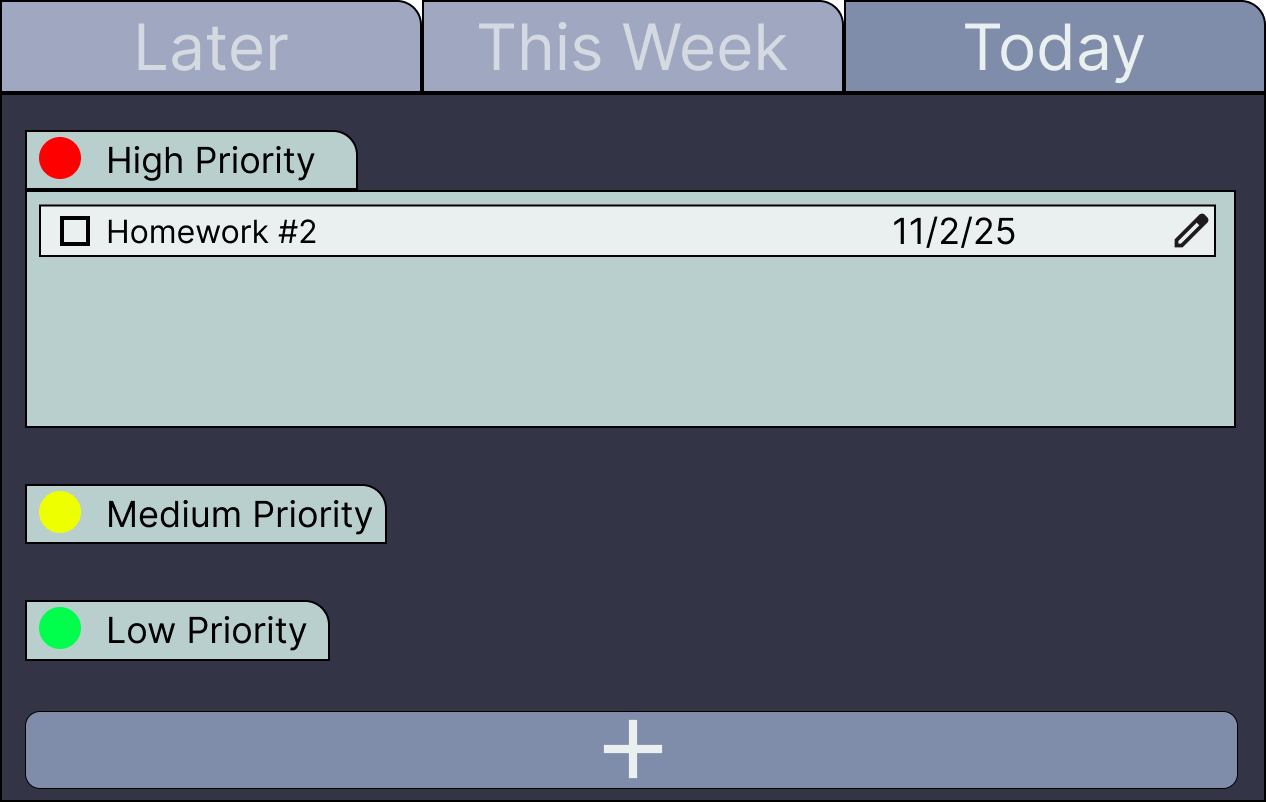 Later This Week Today
High Priority
Homework #2 11/2/25
Medium Priority
Low Priority
+